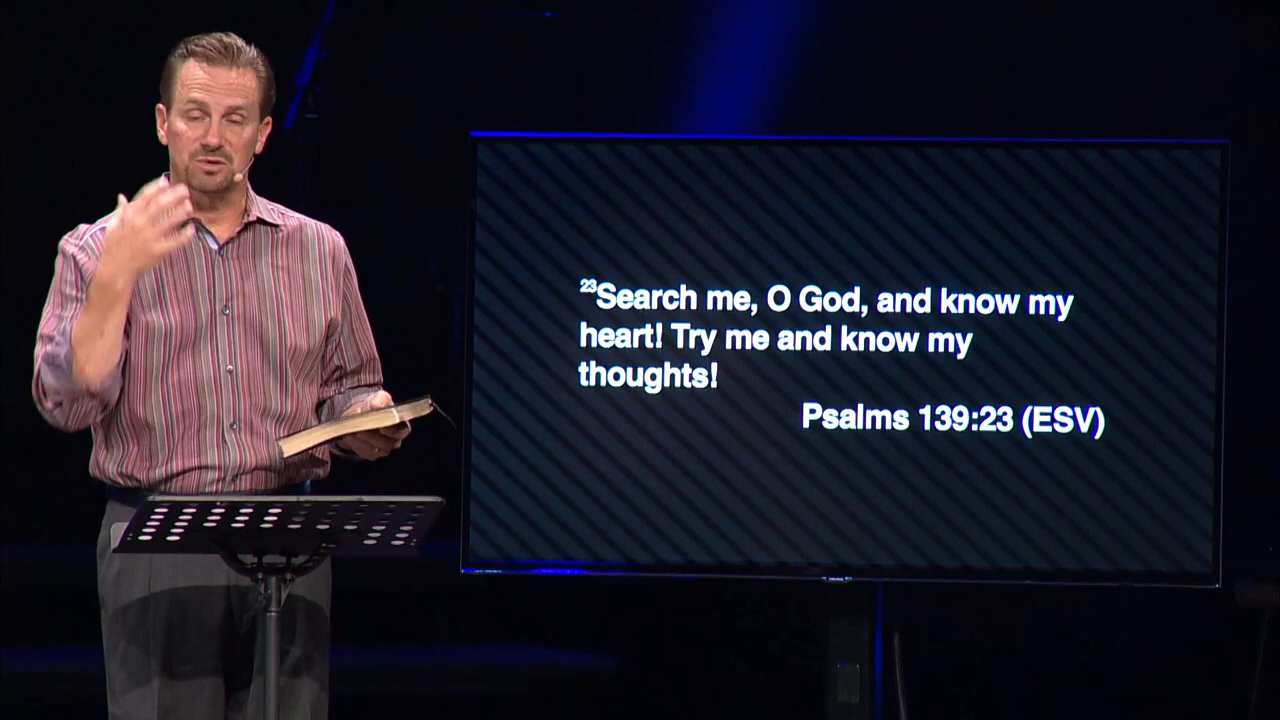 23Search me, O God, and know my
heart! Try me and know my
thoughts!
Psalms 139:23 (ESV)